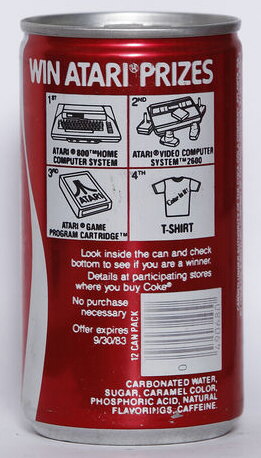 WIN ATARI® PRIZES
1ST
2ND
ATARI® 800™ HOME
COMPUTER SYSTEM
ATARI® VIDEO COMPUTER
SYSTEM™ 2600
3RD
4TH
ATARI
ATARI® GAME
PROGRAM CARTRIDGE™
T-SHIRT
Look inside the can and check
bottom to see if you are a winner.
Details at participating stores
where you buy Coke®
No purchase
necessary
Offer expires
9/30/83
12 CAN PACK
CARBONATED WATER,
SUGAR, CARAMEL COLOR,
PHOSPHORIC ACID, NATURAL
FLAVORINGS, CAFFEINE.